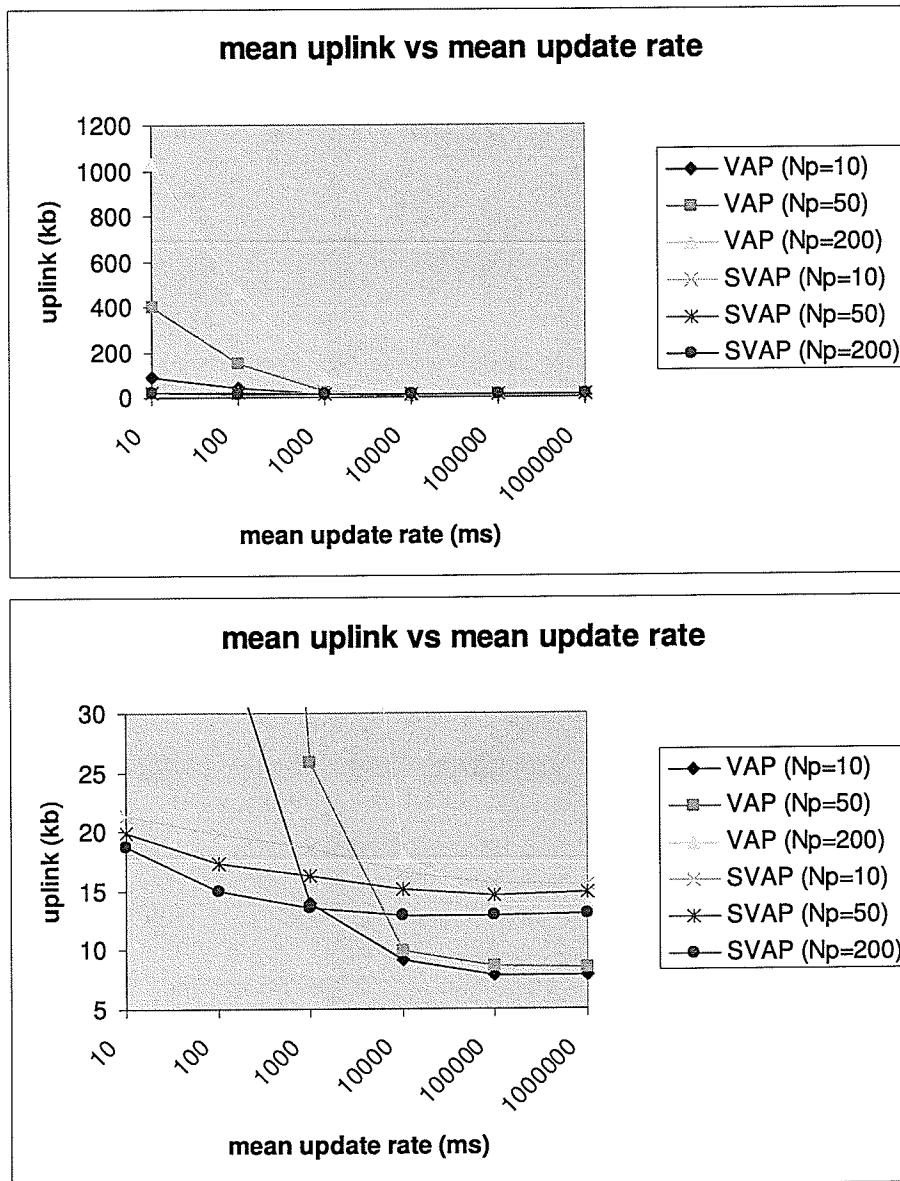 mean uplink vs mean update rate
1200
1000
800
600
400
200
0
uplink (kb)
10
100
1000
10000
100000
1000000
mean update rate (ms)
VAP (Np=10)
VAP (Np=50)
VAP (Np=200)
SVAP (Np=10)
SVAP (Np=50)
SVAP (Np=200)
mean uplink vs mean update rate
30
25
20
15
10
5
uplink (kb)
10
100
1000
10000
100000
1000000
mean update rate (ms)
VAP (Np=10)
VAP (Np=50)
VAP (Np=200)
SVAP (Np=10)
SVAP (Np=50)
SVAP (Np=200)